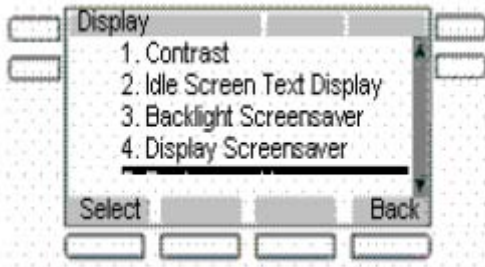 Display
1. Contrast
2. Idle Screen Text Display
3. Backlight Screensaver
4. Display Screensaver
Select Back